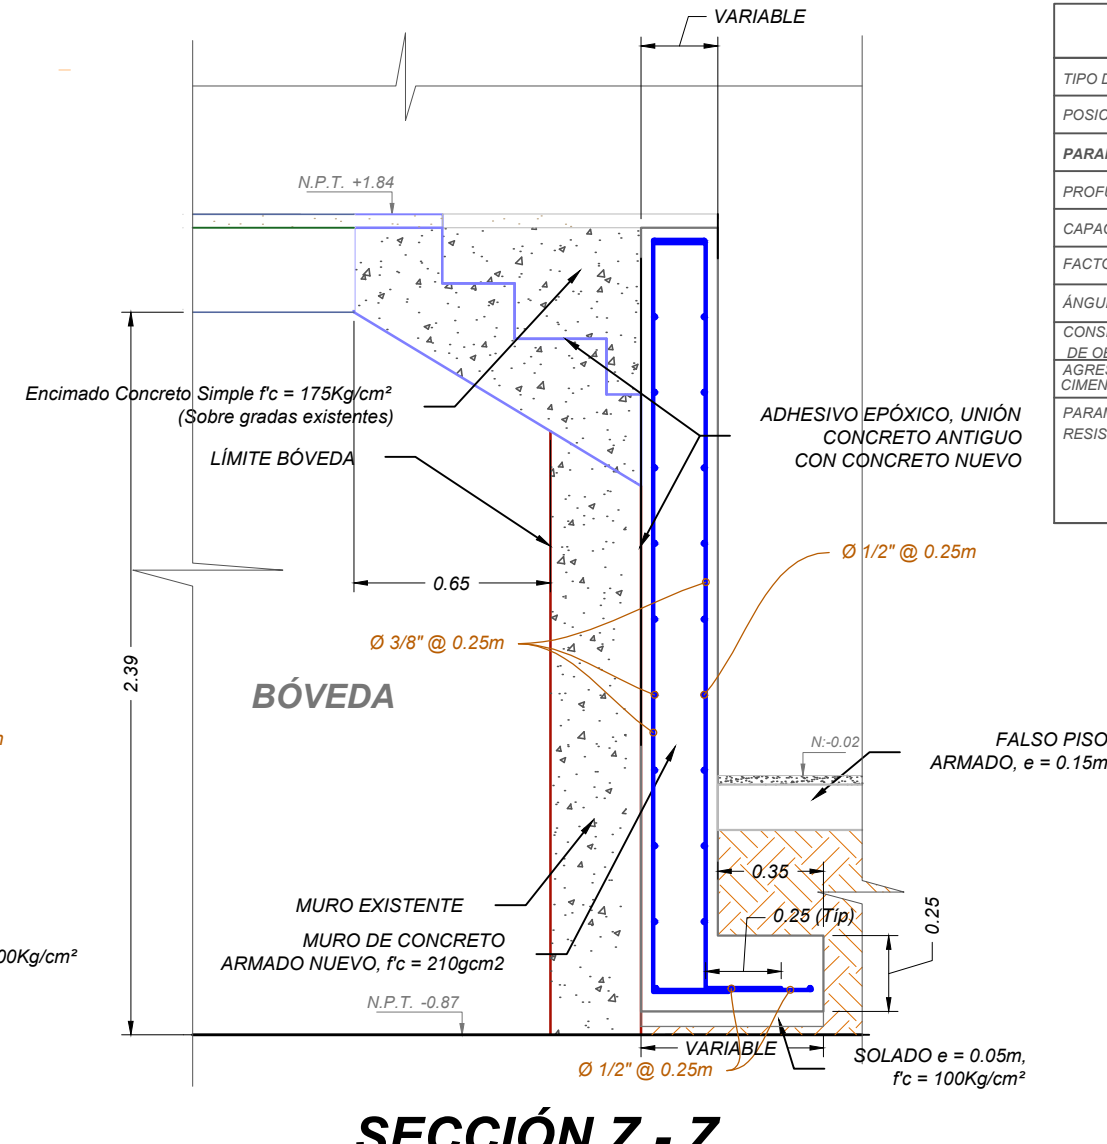 VARIABLE
N.P.T. +1.84
Encimado Concreto Simple f'c = 175Kg/cm²
(Sobre gradas existentes)
LÍMITE BÓVEDA
ADHESIVO EPÓXICO, UNIÓN
CONCRETO ANTIGUO
CON CONCRETO NUEVO
Ø 1/2" @ 0.25m
0.65
Ø 3/8" @ 0.25m
2.39
BÓVEDA
N:-0.02
FALSO PISO
ARMADO, e = 0.15m
0.35
0.25 (Típ)
0.25
MURO EXISTENTE
MURO DE CONCRETO
ARMADO NUEVO, f'c = 210gcm2
00Kg/cm²
N.P.T. -0.87
VARIABLE
Ø 1/2" @ 0.25m
SOLADO e = 0.05m,
f'c = 100Kg/cm²
SECCIÓN Z - Z
TIPO D
POSIC
PARA
PROFU
CAPAC
FACTO
ÁNGU
CONS
DE O
AGRES
CIMEN
PARA
RESIS